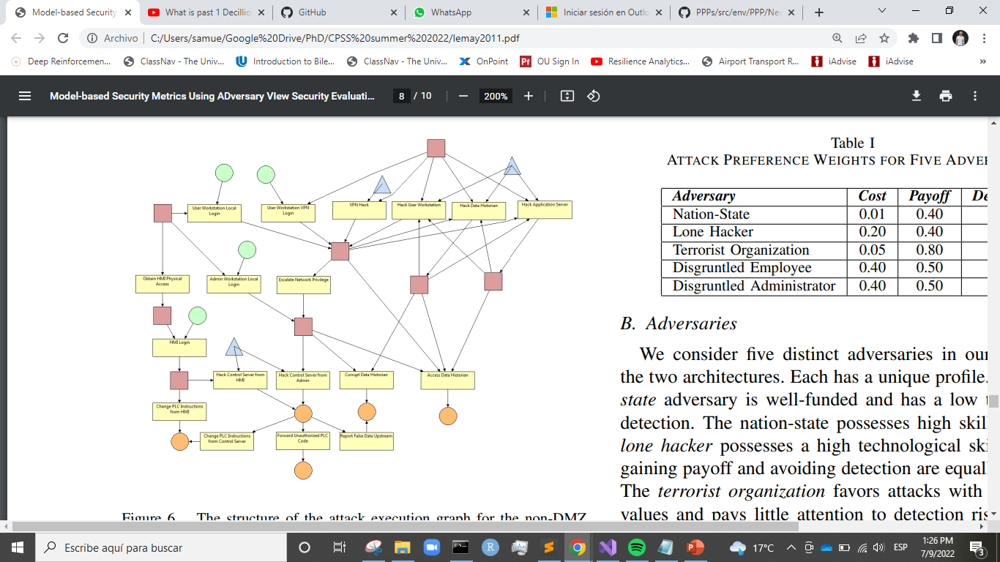 Model-based Security
What is past 1 Decillio
GitHub
WhatsApp
Iniciar sesión en Outlo
PPPs/src/env/PPP/Ne
Archivo C:/Users/samue/Google%20Drive/PhD/CPSS%20summer%202022/lemay2011.pdf
Deep Reinforcemen...
ClassNav - The Univ...
Introduction to Bile...
ClassNav - The Univ...
OnPoint
OU Sign In
Resilience Analytics...
Airport Transport R...
iAdvise
iAdvise
Model-based Security Metrics Using ADversary VIew Security Evaluati...
8 / 10
200%
User Workstation Local
Login
User Workstation VPN
Login
VPN Hack
Hack User Workstation
Hack Data Historian
Hack Application Server
Obtain HMI Physical
Access
Admin Workstation Local
Login
Escalate Network Privilege
HMI Login
Hack Control Server from
HMI
Hack Control Server from
Admin
Corrupt Data Historian
Access Data Historian
Change PLC Instructions
from HMI
Change PLC Instructions
from Control Server
Forward Unauthorized PLC
Code
Report False Data Upstream
Figure 6. The structure of the attack execution graph for the non-DMZ
Table I
ATTACK PREFERENCE WEIGHTS FOR FIVE ADVER
Adversary Cost Payoff De
Nation-State 0.01 0.40
Lone Hacker 0.20 0.40
Terrorist Organization 0.05 0.80
Disgruntled Employee 0.40 0.50
Disgruntled Administrator 0.40 0.50
B. Adversaries
We consider five distinct adversaries in our
the two architectures. Each has a unique profile.
state adversary is well-funded and has a low t
detection. The nation-state possesses high skil
lone hacker possesses a high technological ski
gaining payoff and avoiding detection are equal
The terrorist organization favors attacks with
values and pays little attention to detection ris
Escribe aquí para buscar
17°C
ESP
1:26 PM
7/9/2022
3